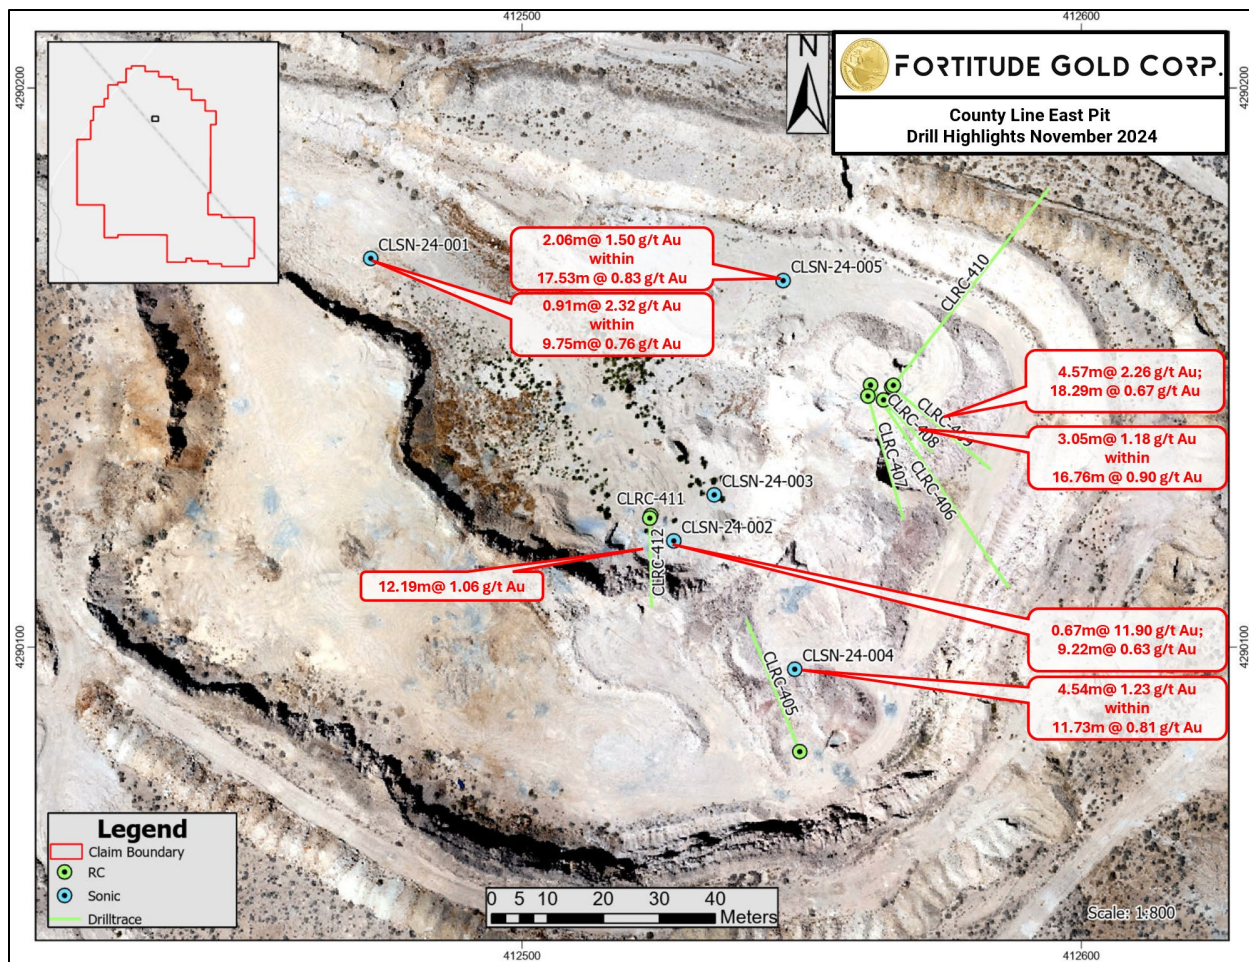 412500
412600
4290200
4290200
N
FORTITUDE GOLD CORP.
County Line East Pit
Drill Highlights November 2024
CLSN-24-001
2.06m@ 1.50 g/t Au
within
17.53m @ 0.83 g/t Au
CLSN-24-005
CLRC-410
0.91m@ 2.32 g/t Au
within
9.75m@ 0.76 g/t Au
4.57m@ 2.26 g/t Au;
18.29m @ 0.67 g/t Au
CLRC-409
CLRC-408
3.05m@ 1.18 g/t Au
within
16.76m @ 0.90 g/t Au
CLRC-407
CLRC-406
CLSN-24-003
CLRC-411
CLSN-24-002
CLRC-412
12.19m@ 1.06 g/t Au
0.67m@ 11.90 g/t Au;
9.22m@ 0.63 g/t Au
4290100
4290100
CLSN-24-004
CLRC-405
4.54m@ 1.23 g/t Au
within
11.73m @ 0.81 g/t Au
Legend
Claim Boundary
RC
Sonic
Drilltrace
0 5 10 20 30 40
Meters
Scale: 1:800
412500
412600